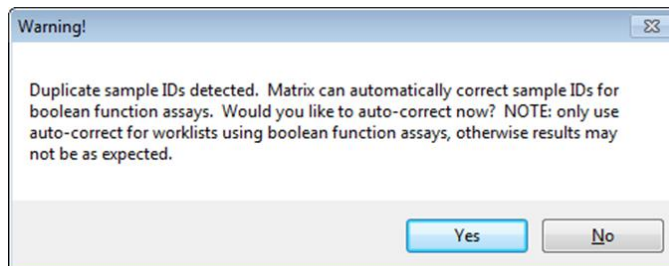 Warning!
Duplicate sample IDs detected.  Matrix can automatically correct sample IDs for
boolean function assays.  Would you like to auto-correct now?  NOTE: only use
auto-correct for worklists using boolean function assays, otherwise results may
not be as expected.
Yes
No